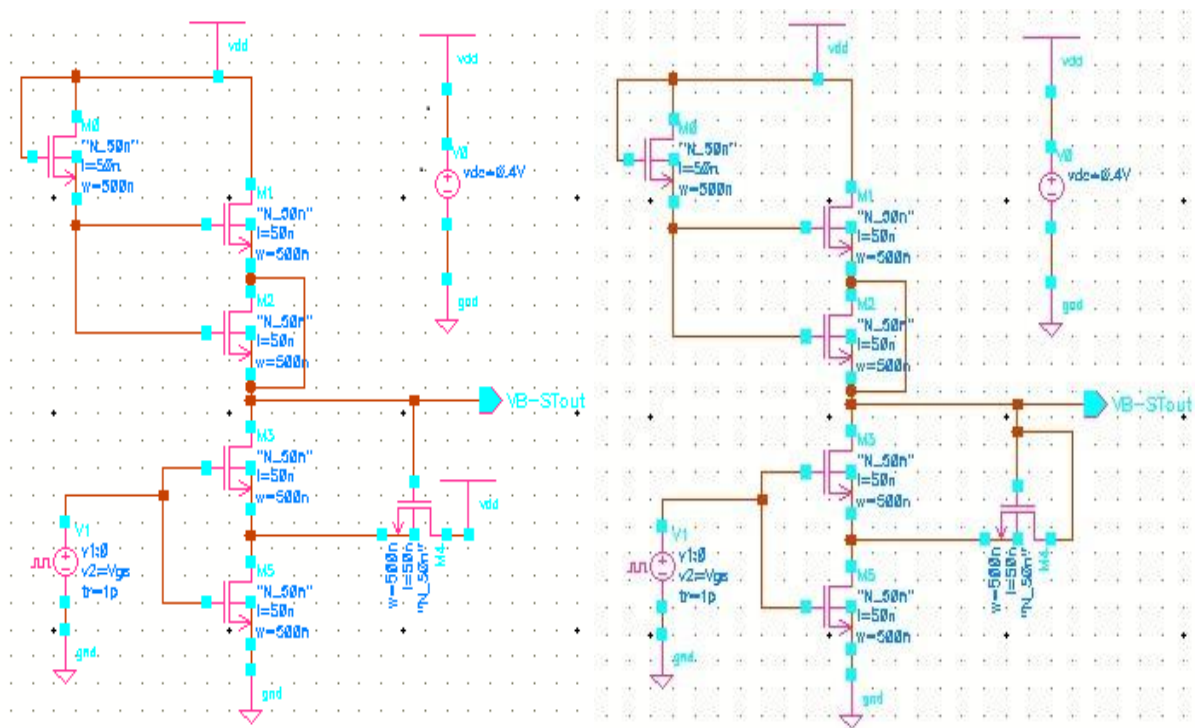 vdd
vdd
M0
"N_50n"
l=50n
w=500n
V0
vdc=0.4V
M1
"N_50n"
l=50n
w=500n
gnd
M2
"N_50n"
l=50n
w=500n
VB-STout
M3
"N_50n"
l=50n
w=500n
vdd
V1
v1:0
v2=Vgs
tr=1p
w=500n
l=50n
"N_50n"
M4
M5
"N_50n"
l=50n
w=500n
gnd
gnd
vdd
vdd
M0
"N_50n"
l=50n
w=500n
V0
vdc=0.4V
M1
"N_50n"
l=50n
w=500n
gnd
M2
"N_50n"
l=50n
w=500n
VB-STout
M3
"N_50n"
l=50n
w=500n
V1
v1:0
v2=Vgs
tr=1p
w=500n
l=50n
"N_50n"
M4
M5
"N_50n"
l=50n
w=500n
gnd
gnd